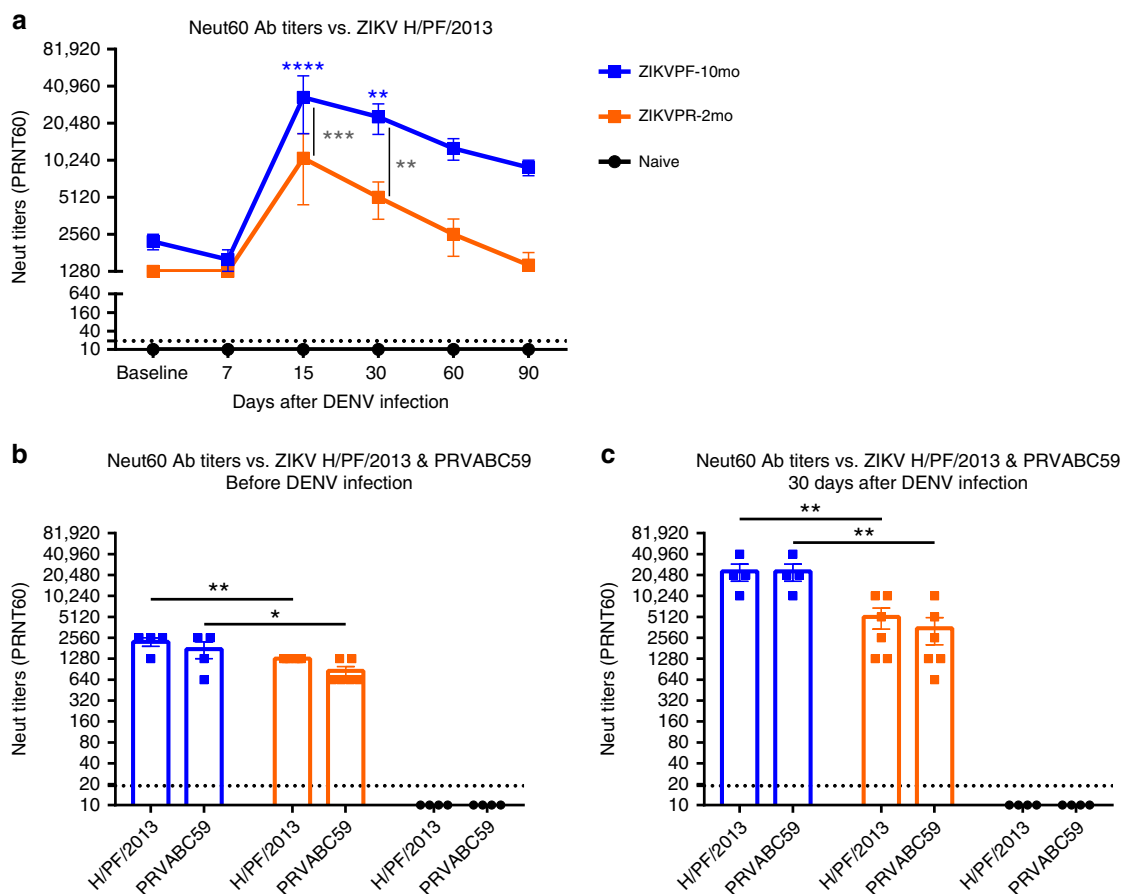 a
Neut60 Ab titers vs. ZIKV H/PF/2013
Neut titers (PRNT60)
81,920
40,960
20,480
10,240
5120
2560
1280
640
160
40
10
****
**
***
**
Baseline 7 15 30 60 90
Days after DENV infection
ZIKVPF-10mo
ZIKVPR-2mo
Naive
b
Neut60 Ab titers vs. ZIKV H/PF/2013 & PRVABC59
Before DENV infection
Neut titers (PRNT60)
81,920
40,960
20,480
10,240
5120
2560
1280
640
320
160
80
40
20
10
**
*
H/PF/2013 PRVABC59 H/PF/2013 PRVABC59 H/PF/2013 PRVABC59
c
Neut60 Ab titers vs. ZIKV H/PF/2013 & PRVABC59
30 days after DENV infection
Neut titers (PRNT60)
81,920
40,960
20,480
10,240
5120
2560
1280
640
320
160
80
40
20
10
**
**
H/PF/2013 PRVABC59 H/PF/2013 PRVABC59 H/PF/2013 PRVABC59